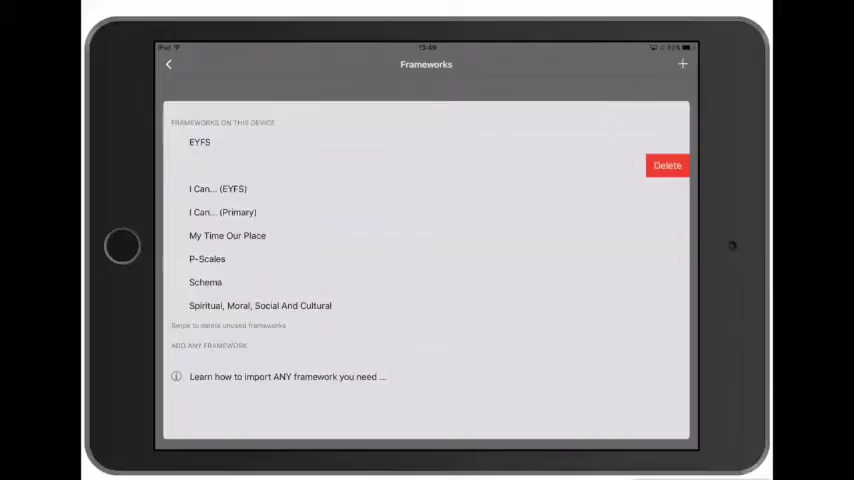 iPad
13:49
Frameworks
+
FRAMEWORKS ON THIS DEVICE
EYFS
Delete
I Can... (EYFS)
I Can... (Primary)
My Time Our Place
P-Scales
Schema
Spiritual, Moral, Social And Cultural
Swipe to delete unused frameworks
ADD ANY FRAMEWORK
Learn how to import ANY framework you need ...